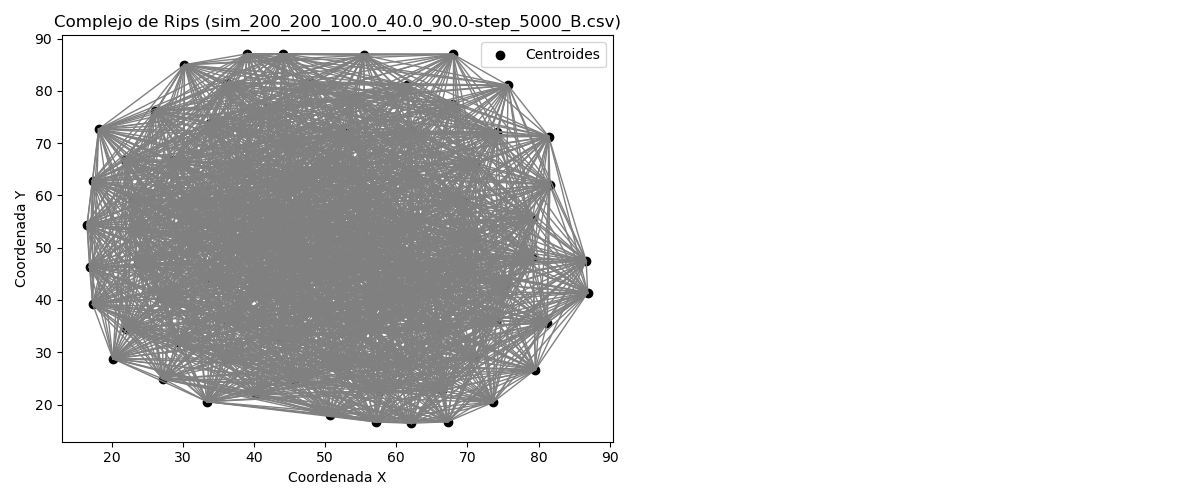 Complejo de Rips (sim_200_200_100.0_40.0_90.0-step_5000_B.csv)
Centroides
90
80
70
60
50
40
30
20
Coordenada Y
20 30 40 50 60 70 80 90
Coordenada X